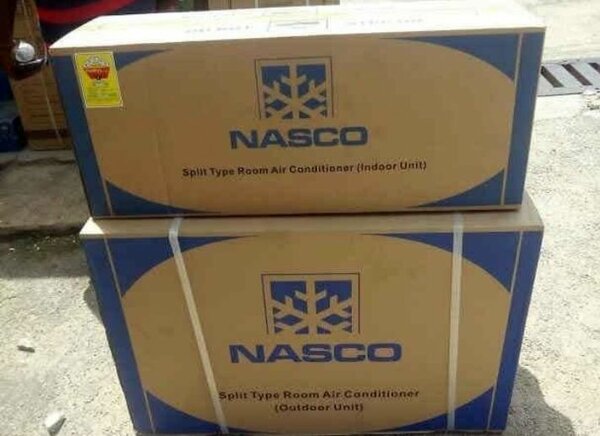 NASCO
Split Type Room Air Conditioner (Indoor Unit)
NASCO
Split Type Room Air Conditioner
(Outdoor Unit)